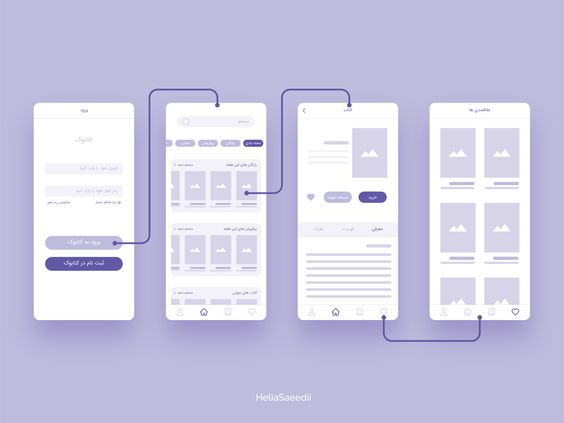 ورود
کتابوک
ایمیل خود را وارد کنید
رمز عبور خود را وارد کنید
مرا بخاطر بسپار
فراموشی رمز عبور
ورود به کتابوک
ثبت نام در کتابوک
جستجو
دسته بندی
رایگان
پرفروش
صوتی
رایگان های این هفته
مشاهده همه
پرفروش های این هفته
مشاهده همه
کتاب های صوتی
مشاهده همه
کتاب
خرید
نسخه نمونه
معرفی
فهرست
نظرات
علاقمندی ها
HeliaSaeedii